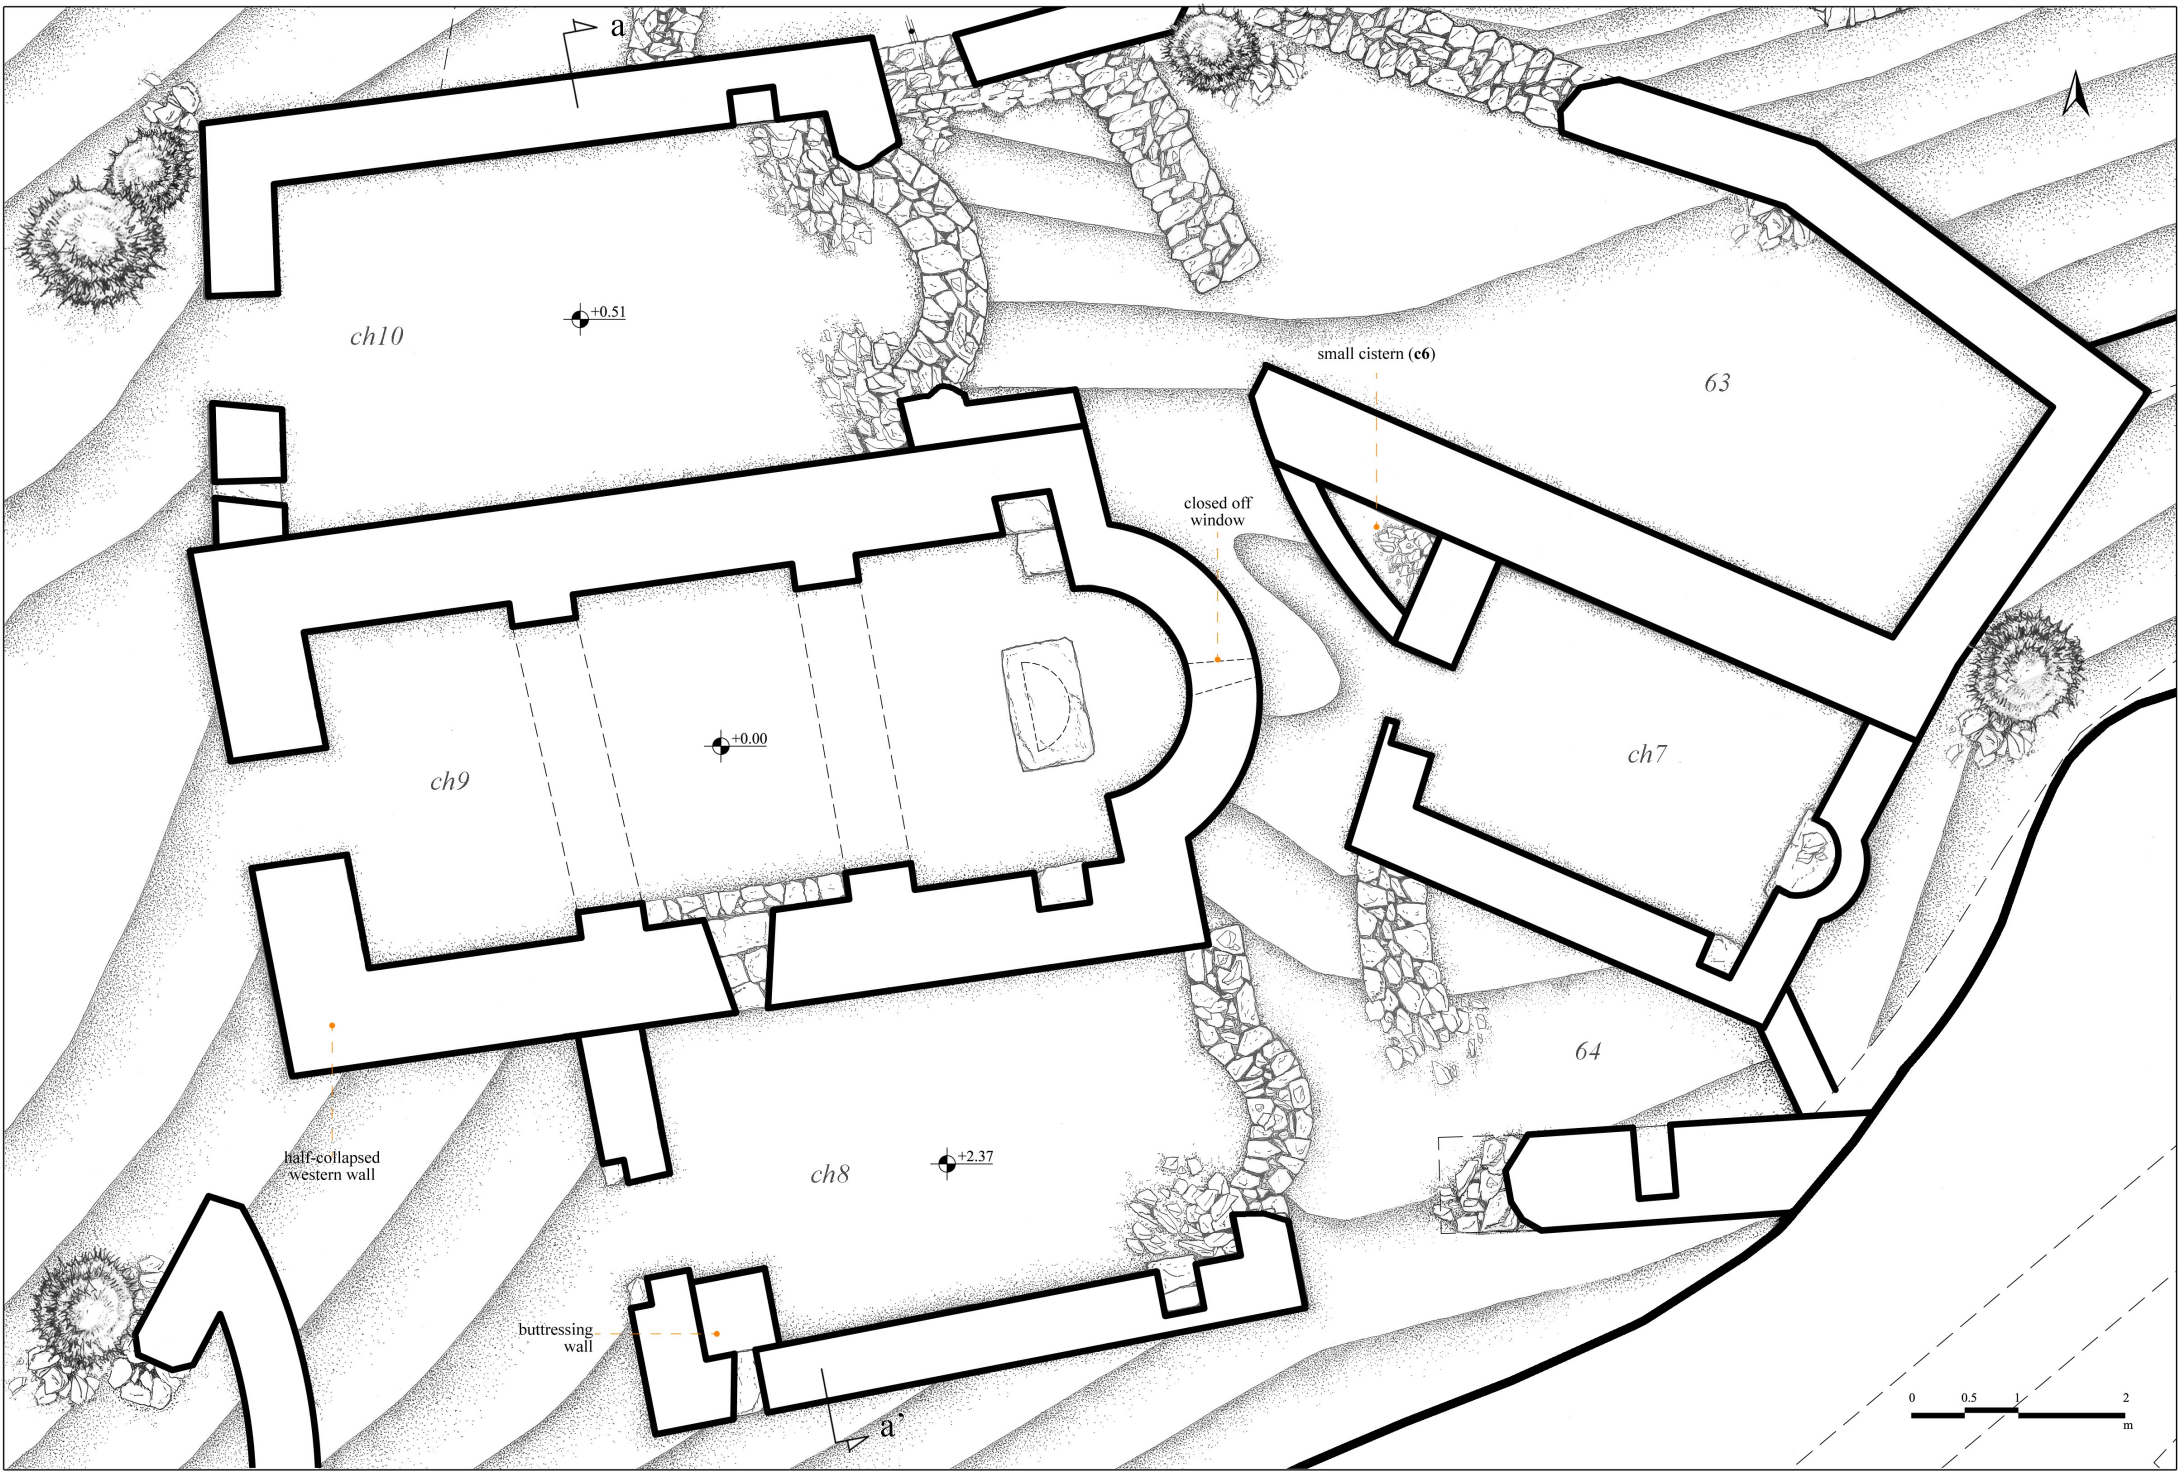 a
+0.51
ch10
small cistern (c6)
63
closed off
window
+0.00
ch9
ch7
64
half-collapsed
western wall
ch8
+2.37
buttressing
wall
a`
0 0.5 1 2
m